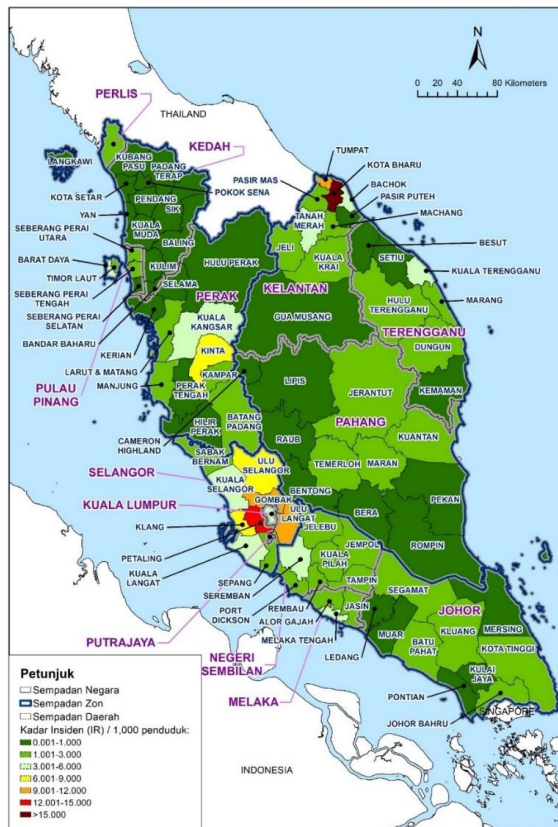 N
0 20 40 60 80 Kilometers
PERLIS
THAILAND
KEDAH
LANGKAWI
KUBANG
PASU
PADANG
TERAP
POKOK SENA
KOTA SETAR
PENDANG
SIK
YAN
KUALA
MUDA
BALING
SEBERANG PERAI
UTARA
BARAT DAYA
KULIM
TIMOR LAUT
SELAMA
SEBERANG PERAI
TENGAH
SEBERANG PERAI
SELATAN
BANDAR BAHARU
KERIAN
LARUT & MATANG
PULAU
PINANG
MANJUNG
HULU PERAK
PERAK
KUALA
KANGSAR
KINTA
KAMPAR
PERAK
TENGAH
HILIR
PERAK
BATANG
PADANG
CAMERON
HIGHLAND
TUMPAT
KOTA BHARU
PASIR MAS
BACHOK
PASIR PUTEH
TANAH
MERAH
MACHANG
JELI
KUALA
KRAI
KELANTAN
GUA MUSANG
BESUT
SETIU
KUALA TERENGGANU
HULU
TERENGGANU
MARANG
TERENGGANU
DUNGUN
KEMAMAN
LIPIS
JERANTUT
PAHANG
KUANTAN
RAUB
TEMERLOH
MARAN
BENTONG
PEKAN
BERA
ROMPIN
SABAK
BERNAM
ULU
SELANGOR
SELANGOR
KUALA
SELANGOR
KUALA LUMPUR
GOMBAK
ULU
LANGAT
KLANG
PETALING
KUALA
LANGAT
SEPANG
PUTRAJAYA
JELEBU
JEMPOL
KUALA
PILAH
TAMPIN
SEREMBAN
PORT
DICKSON
REMBAU
ALOR GAJAH
MELAKA TENGAH
JASIN
NEGERI
SEMBILAN
MELAKA
LEDANG
SEGAMAT
JOHOR
MUAR
BATU
PAHAT
KLUANG
MERSING
KOTA TINGGI
KULAI
JAYA
PONTIAN
JOHOR BAHRU
SINGAPORE
INDONESIA
Petunjuk
Sempadan Negara
Sempadan Zon
Sempadan Daerah
Kadar Insiden (IR) / 1,000 penduduk:
0.001-1.000
1.001-3.000
3.001-6.000
6.001-9.000
9.001-12.000
12.001-15.000
>15.000